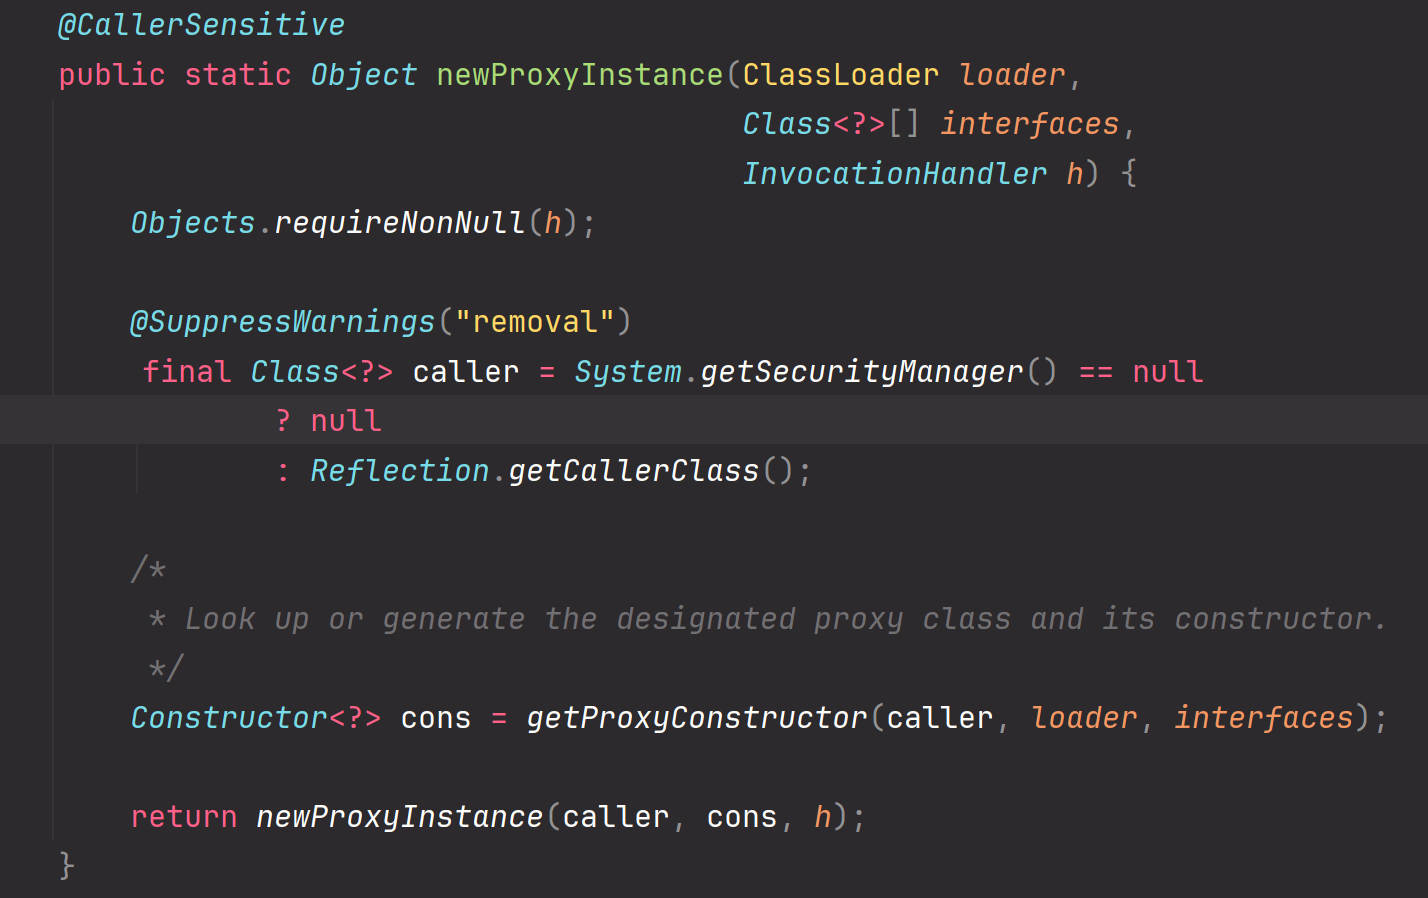 @CallerSensitive
public static Object newProxyInstance(ClassLoader loader,
                                      Class<?>[] interfaces,
                                      InvocationHandler h) {
    Objects.requireNonNull(h);

    @SuppressWarnings("removal")
    final Class<?> caller = System.getSecurityManager() == null
            ? null
            : Reflection.getCallerClass();

    /*
     * Look up or generate the designated proxy class and its constructor.
     */
    Constructor<?> cons = getProxyConstructor(caller, loader, interfaces);

    return newProxyInstance(caller, cons, h);
}